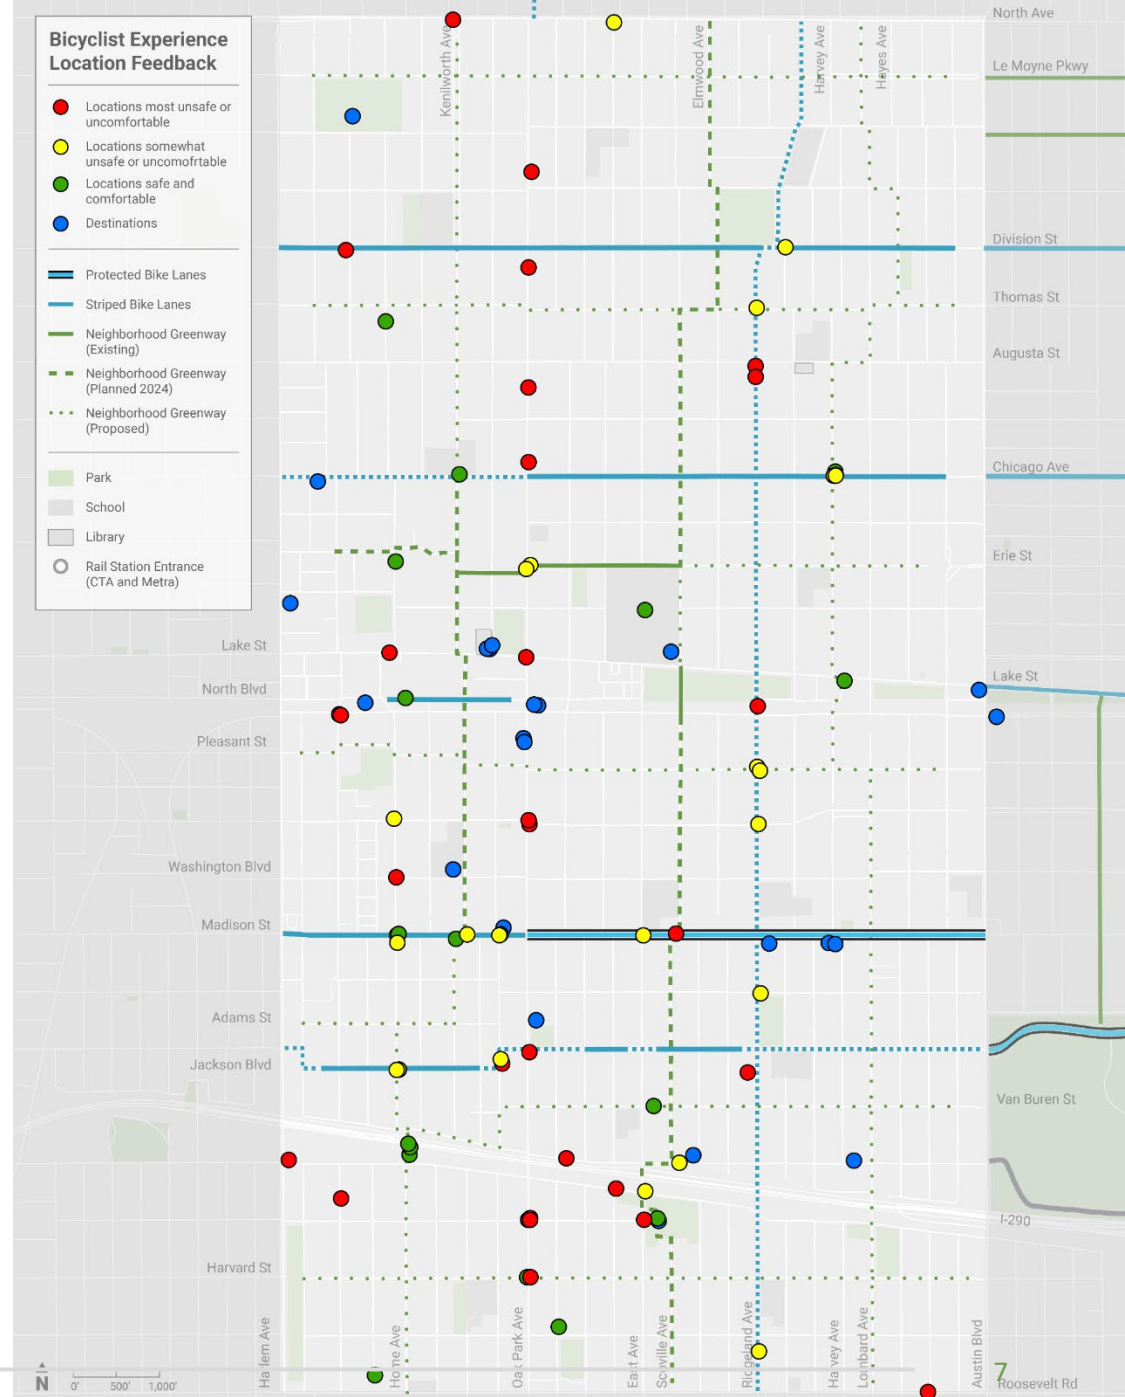 North Ave
Kenilworth Ave
Elmwood Ave
Harvey Ave
Hayes Ave
Bicyclist Experience
Location Feedback
Locations most unsafe or
uncomfortable
Locations somewhat
unsafe or uncomofrtable
Locations safe and
comfortable
Destinations
Protected Bike Lanes
Striped Bike Lanes
Neighborhood Greenway
(Existing)
Neighborhood Greenway
(Planned 2024)
Neighborhood Greenway
(Proposed)
Park
School
Library
Rail Station Entrance
(CTA and Metra)
Le Moyne Pkwy
Division St
Thomas St
Augusta St
Chicago Ave
Erie St
Lake St
Lake St
North Blvd
Pleasant St
Washington Blvd
Madison St
Adams St
Jackson Blvd
Van Buren St
I-290
Harvard St
Harlem Ave
Home Ave
Oak Park Ave
East Ave
Scoville Ave
Ridgeland Ave
Harvey Ave
Lombard Ave
Austin Blvd
Roosevelt Rd
N
0' 500' 1,000'
7